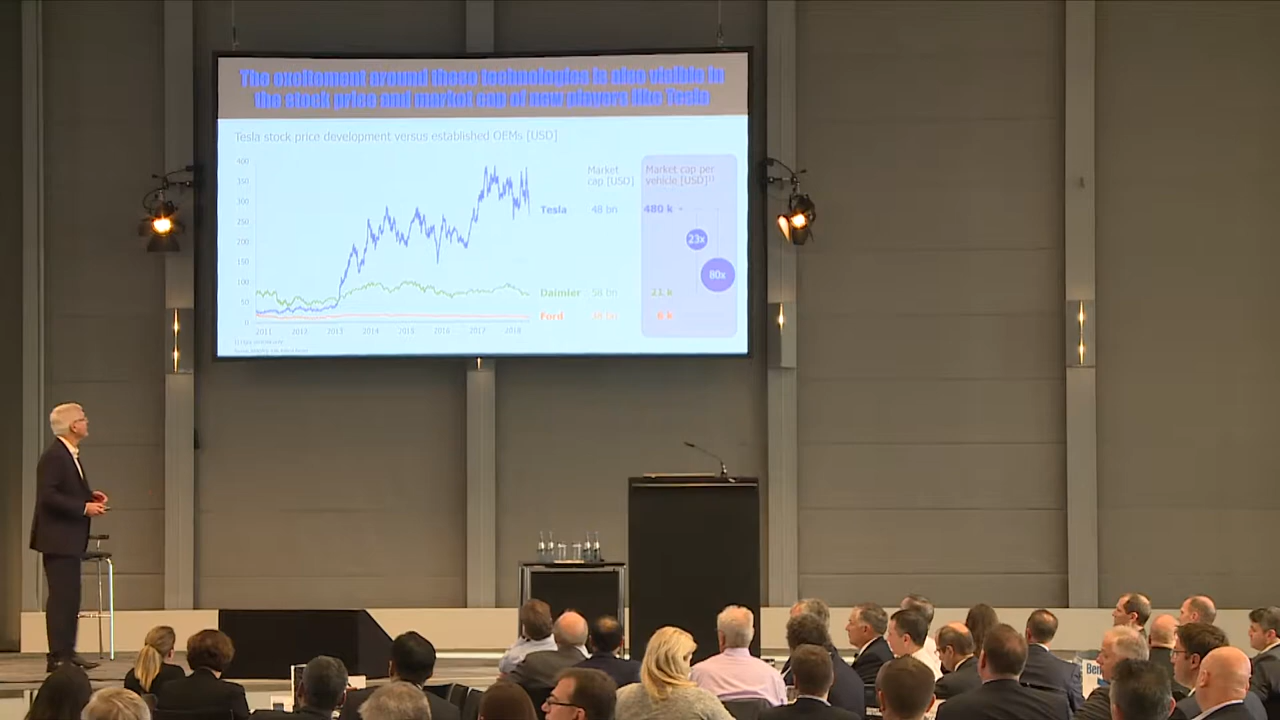 The excitement around these technologies is also visible in
the stock price and market cap of new players like Tesla
Tesla stock price development versus established OEMs [USD]
400
350
300
250
200
150
100
50
0
2011 2012 2013 2014 2015 2016 2017 2018
Market
cap [USD]
Market cap per
vehicle [USD]¹⁾
Tesla 48 bn 480 k
23x
80x
Daimler 58 bn 21 k
Ford 6 k